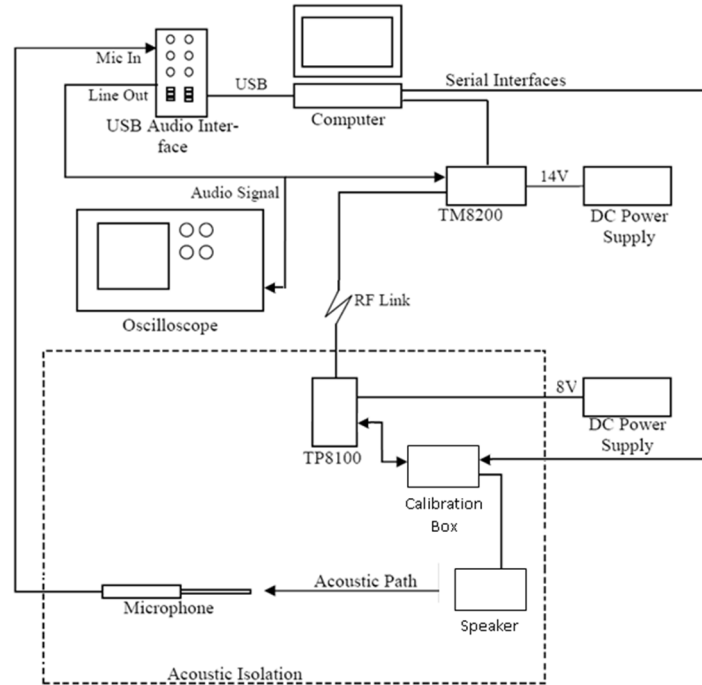 Mic In
USB
Serial Interfaces
Line Out
USB Audio Inter-
face
Computer
14V
Audio Signal
TM8200
DC Power
Supply
RF Link
Oscilloscope
8V
TP8100
DC Power
Supply
Calibration
Box
Acoustic Path
Microphone
Speaker
Acoustic Isolation